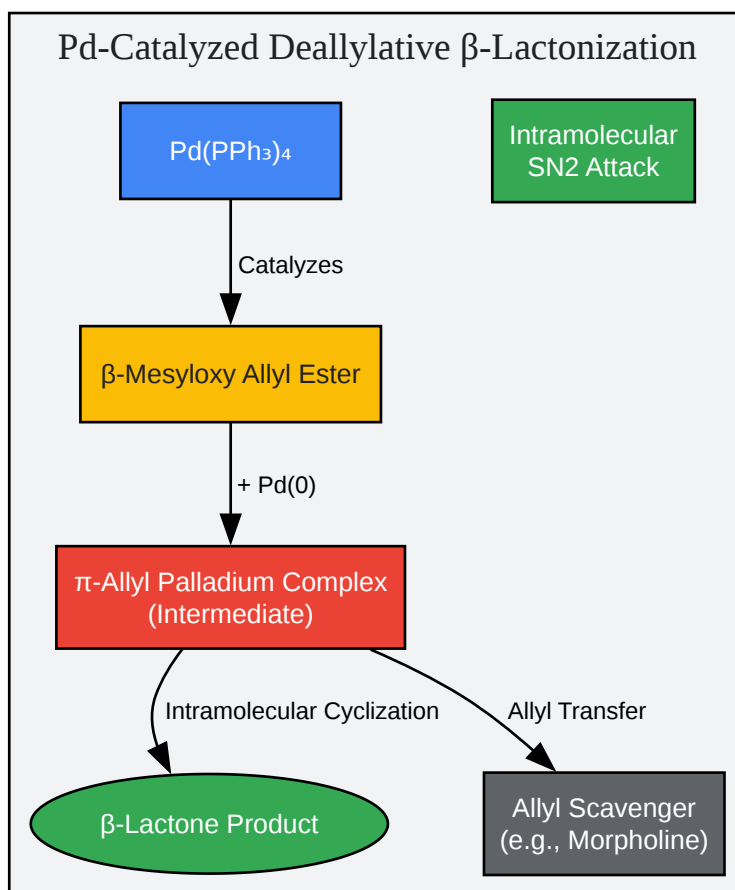 Pd-Catalyzed Deallylative β-Lactonization
Pd(PPh₃)₄
Intramolecular
SN2 Attack
Catalyzes
β-Mesyloxy Allyl Ester
+ Pd(0)
π-Allyl Palladium Complex
(Intermediate)
Intramolecular Cyclization
Allyl Transfer
β-Lactone Product
Allyl Scavenger
(e.g., Morpholine)